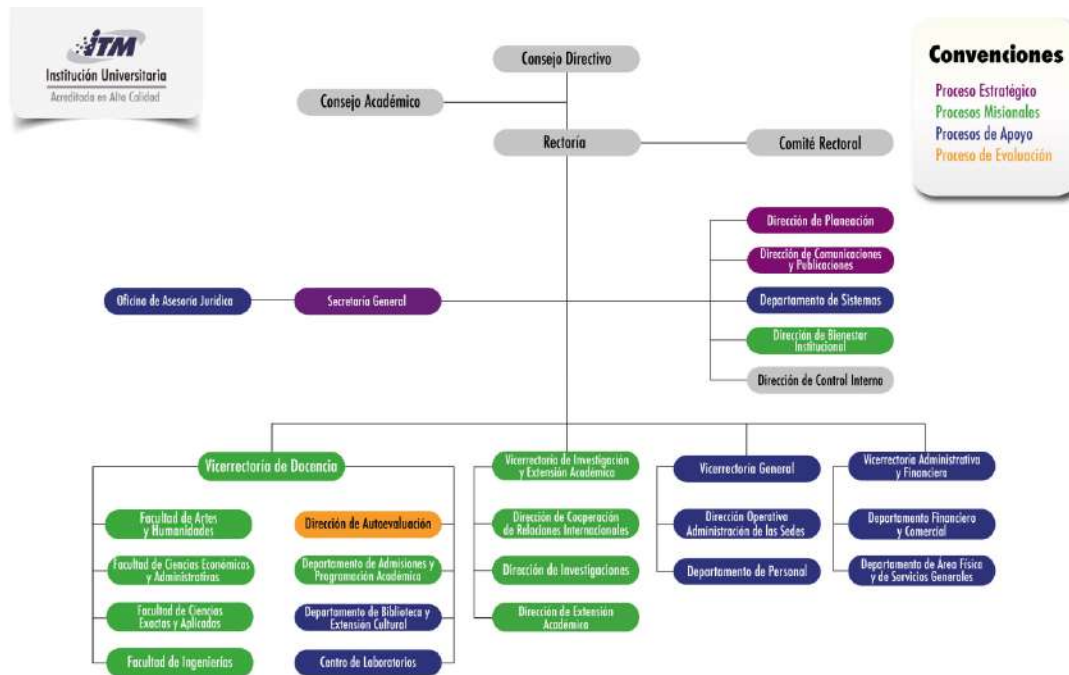 ITM
Institución Universitaria
Acreditada en Alta Calidad
Consejo Directivo
Consejo Académico
Rectoría
Comité Rectoral
Convenciones
Proceso Estratégico
Procesos Misionales
Procesos de Apoyo
Proceso de Evaluación
Dirección de Planeación
Dirección de Comunicaciones
y Publicaciones
Oficina de Asesoría Jurídica
Secretaría General
Departamento de Sistemas
Dirección de Bienestar
Institucional
Dirección de Control Interno
Vicerrectoría de Docencia
Facultad de Artes
y Humanidades
Facultad de Ciencias Económicas
y Administrativas
Facultad de Ciencias
Exactas y Aplicadas
Facultad de Ingenierías
Dirección de Autoevaluación
Departamento de Admisiones y
Programación Académica
Departamento de Biblioteca y
Extensión Cultural
Centro de Laboratorios
Vicerrectoría de Investigación
y Extensión Académica
Dirección de Cooperación
de Relaciones Internacionales
Dirección de Investigaciones
Dirección de Extensión
Académica
Vicerrectoría General
Dirección Operativa
Administración de las Sedes
Departamento de Personal
Vicerrectoría Administrativa
y Financiera
Departamento Financiero
y Comercial
Departamento de Área Física
y de Servicios Generales